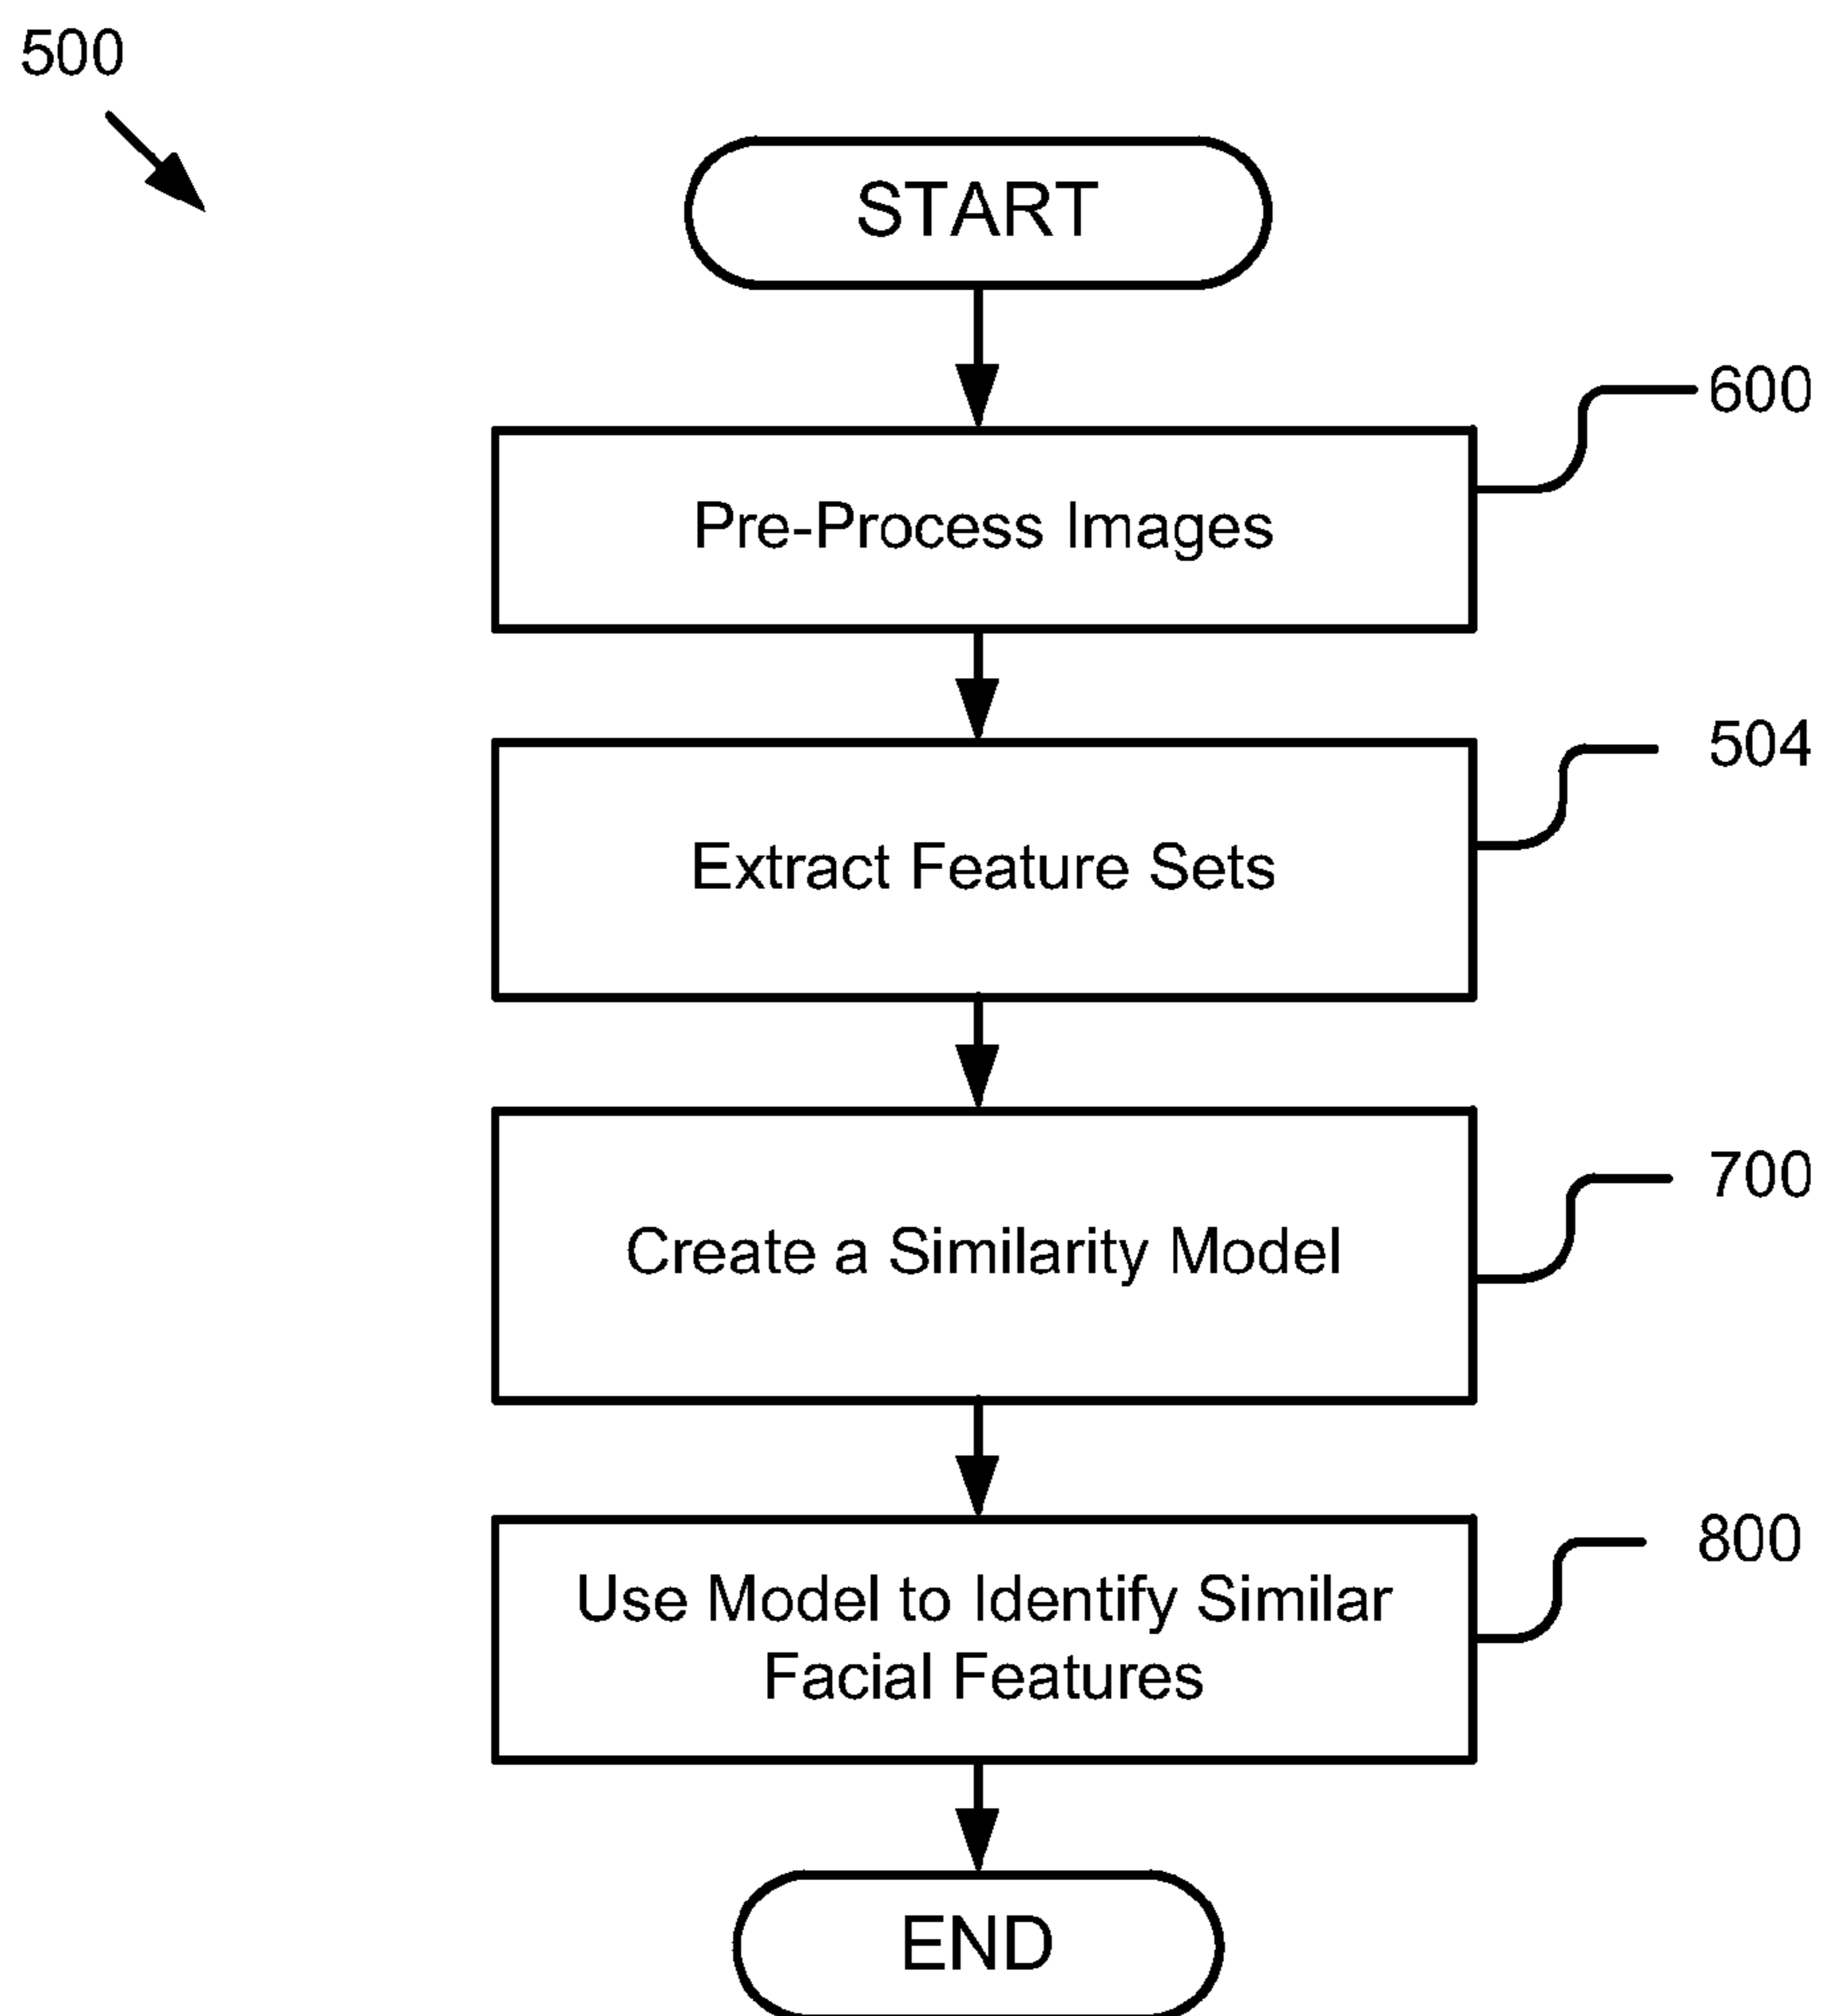 500
START
600
Pre-Process Images
504
Extract Feature Sets
700
Create a Similarity Model
800
Use Model to Identify Similar
Facial Features
END